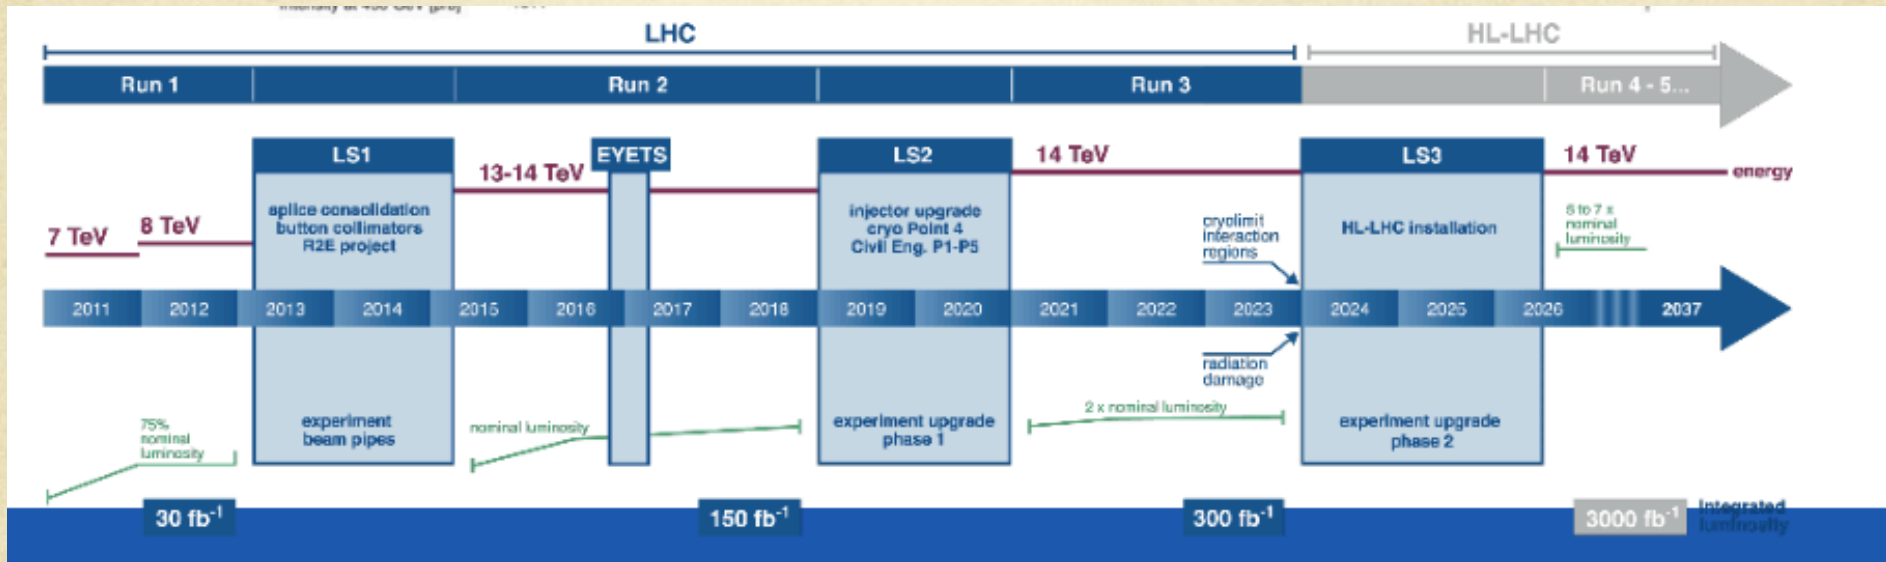 LHC
HL-LHC
Run 1
Run 2
Run 3
Run 4 - 5...
LS1
EYETS
LS2
LS3
13-14 TeV
14 TeV
14 TeV
energy
7 TeV
8 TeV
splice consolidation
button collimators
R2E project
injector upgrade
cryo Point 4
Civil Eng. P1-P5
cryolimit
interaction
regions
HL-LHC installation
5 to 7 x
nominal
luminosity
2011
2012
2013
2014
2015
2016
2017
2018
2019
2020
2021
2022
2023
2024
2025
2026
2037
radiation
damage
75%
nominal
luminosity
experiment
beam pipes
nominal luminosity
experiment upgrade
phase 1
2 x nominal luminosity
experiment upgrade
phase 2
30 fb⁻¹
150 fb⁻¹
300 fb⁻¹
3000 fb⁻¹
integrated
luminosity